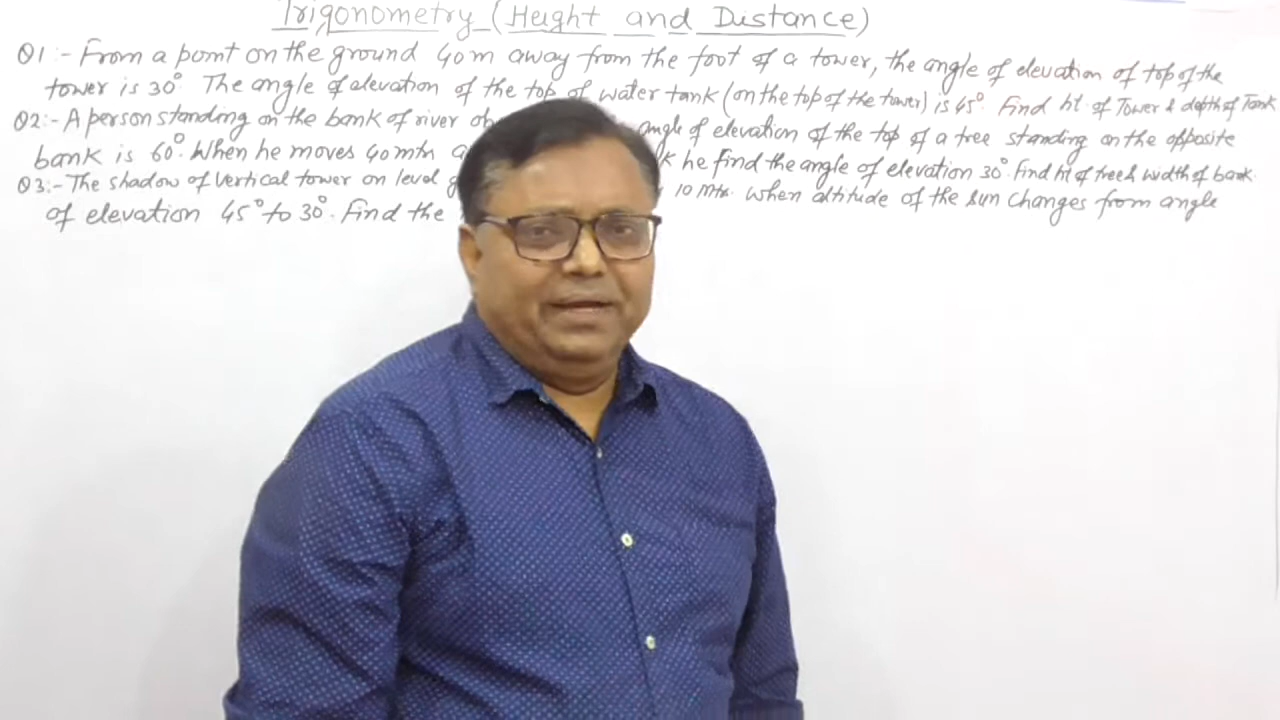 Trigonometry (Height and Distance)
Q1:- From a point on the ground 40m away from the foot of a tower, the angle of elevation of top of the
tower is 30° The angle of elevation of the top of water tank (on the top of the tower) is 45° Find ht. of Tower & depth of Tank
Q2:- A person standing on the bank of river angle of elevation of the top of a tree standing on the opposite
bank is 60°. When he moves 40 mtr he find the angle of elevation 30°. Find ht of tree & width of bank.
Q3:- The shadow of vertical tower on level 10 mtr. when altitude of the sun changes from angle
of elevation 45° to 30°. Find the